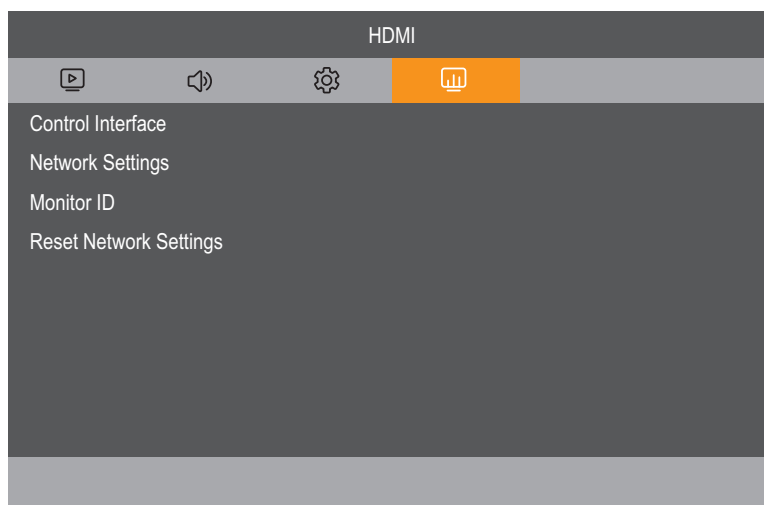 HDMI
Control Interface
Network Settings
Monitor ID
Reset Network Settings